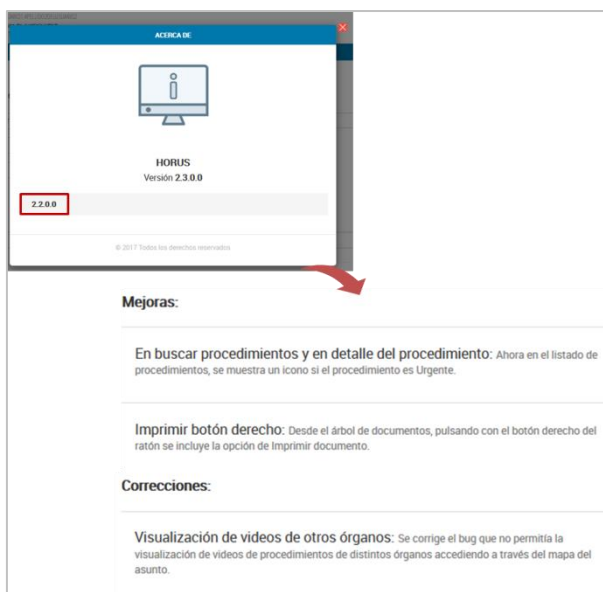 ACERCA DE
HORUS
Versión 2.3.0.0
2.2.0.0
© 2017 Todos los derechos reservados
Mejoras:
En buscar procedimientos y en detalle del procedimiento: Ahora en el listado de
procedimientos, se muestra un icono si el procedimiento es Urgente.
Imprimir botón derecho: Desde el árbol de documentos, pulsando con el botón derecho del
ratón se incluye la opción de Imprimir documento.
Correcciones:
Visualización de videos de otros órganos: Se corrige el bug que no permitía la
visualización de videos de procedimientos de distintos órganos accediendo a través del mapa del
asunto.